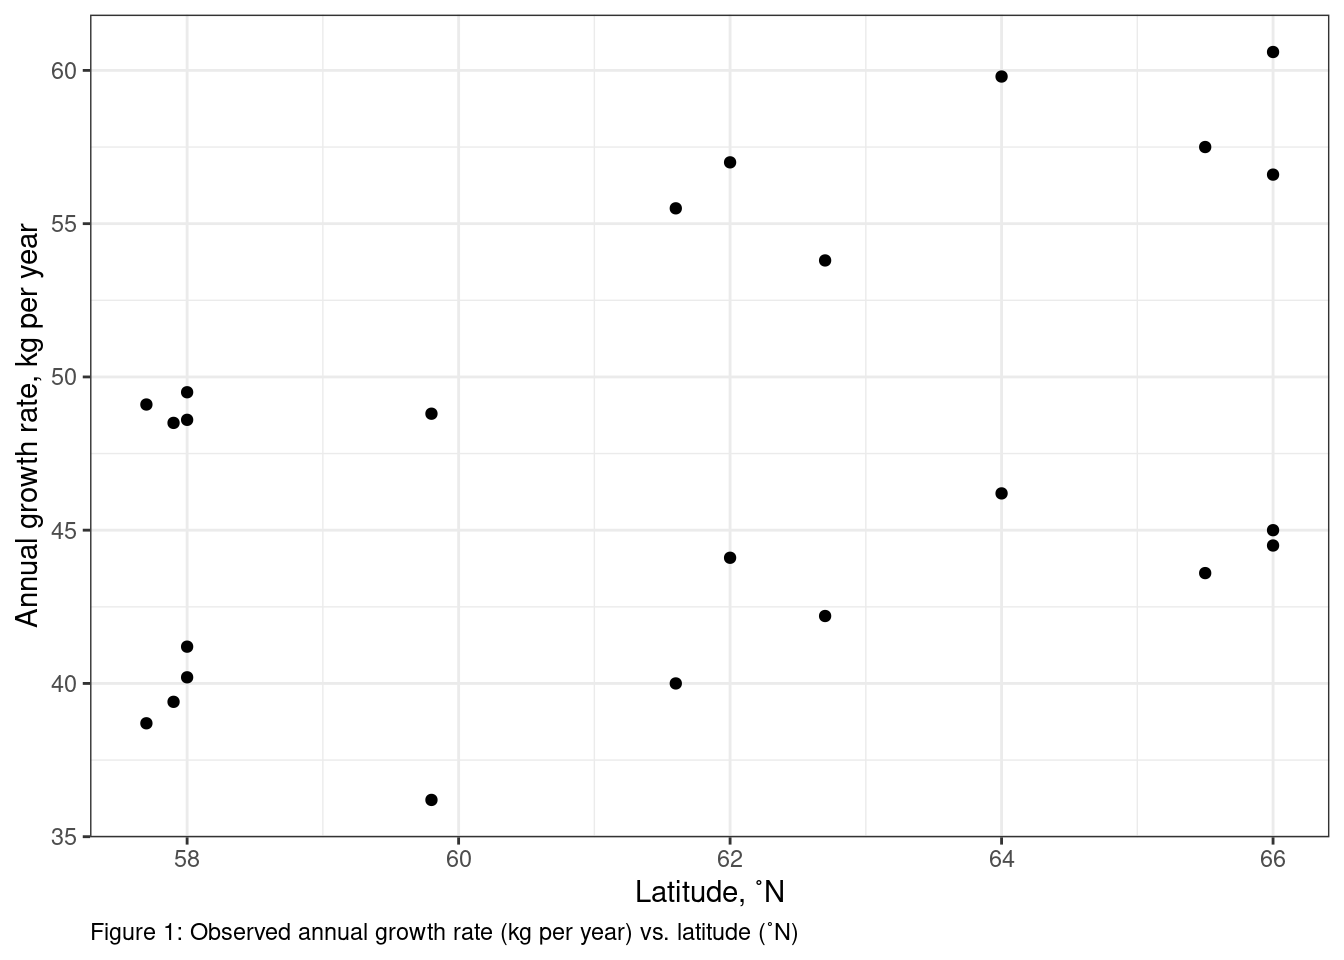 60
55
50
45
40
35
Annual growth rate, kg per year
58 60 62 64 66
Latitude, ˚N
Figure 1: Observed annual growth rate (kg per year) vs. latitude (˚N)